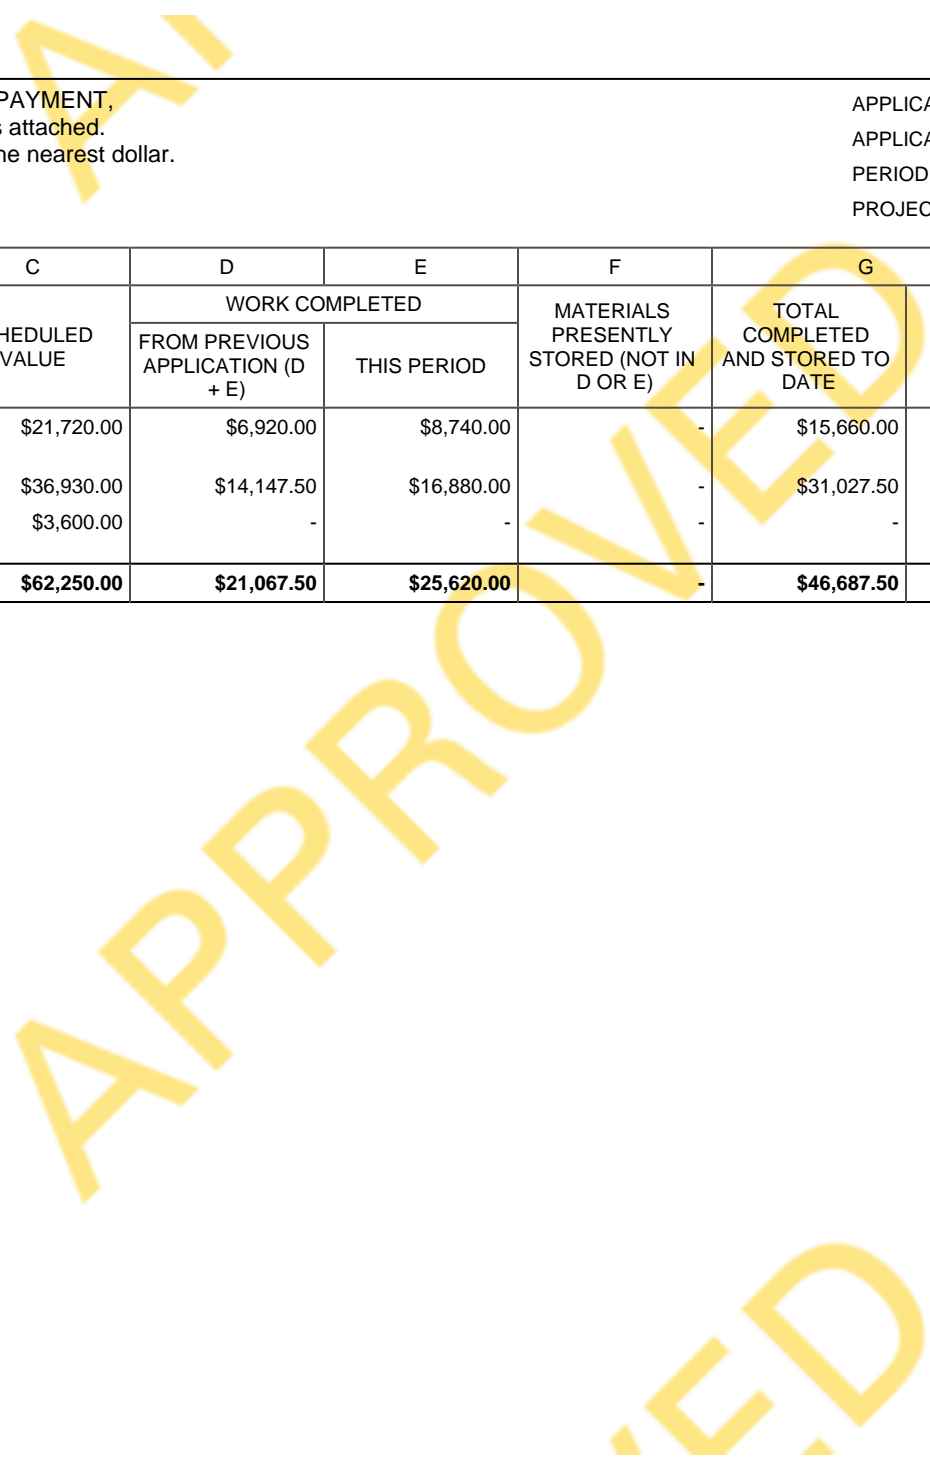 PAYMENT,
attached.
nearest dollar.
APPLICA
APPLICA
PERIOD
PROJEC
C D E F G
HEDULED VALUE
WORK COMPLETED
FROM PREVIOUS APPLICATION (D + E)
THIS PERIOD
MATERIALS PRESENTLY STORED (NOT IN D OR E)
TOTAL COMPLETED AND STORED TO DATE
$21,720.00 $6,920.00 $8,740.00 - $15,660.00
$36,930.00 $14,147.50 $16,880.00 - $31,027.50
$3,600.00 - - - -
$62,250.00 $21,067.50 $25,620.00 - $46,687.50
APPROVED